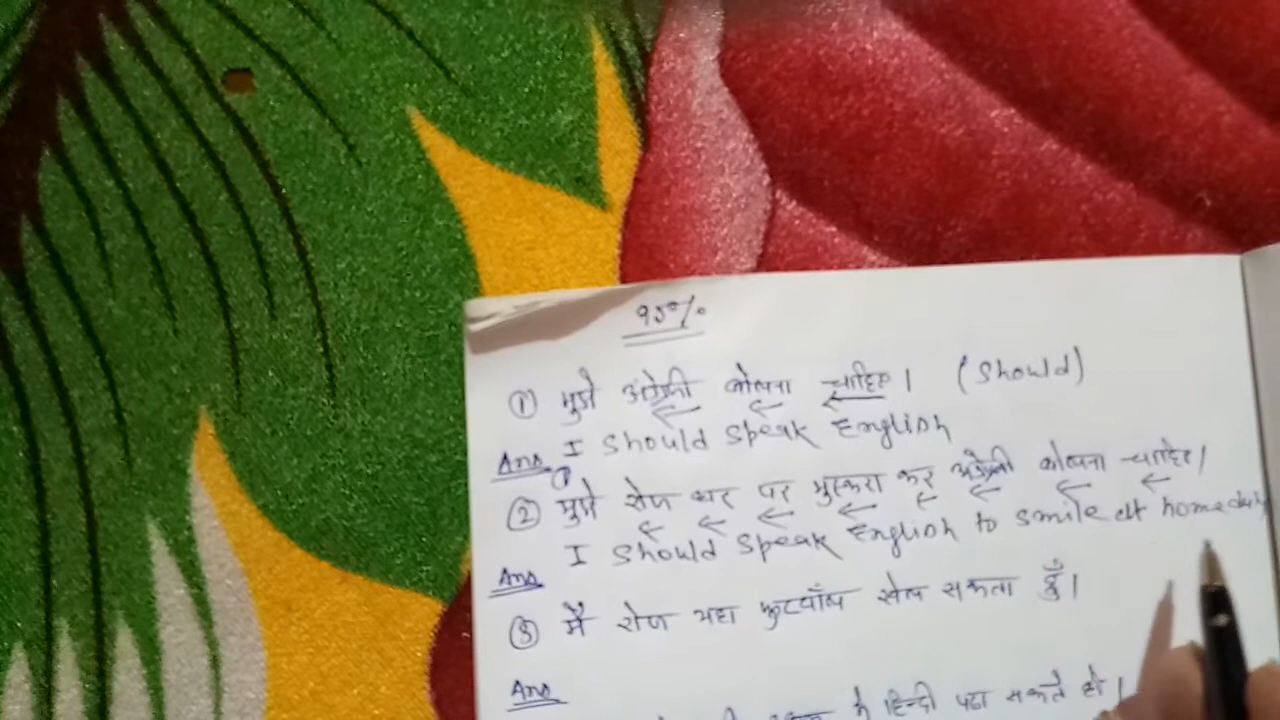 95%
① मुझे अंग्रेजी बोलना चाहिए। (Should)
Ans I should speak English
② मुझे रोज घर पर मुस्करा कर अंग्रेजी बोलना चाहिए।
Ans I should speak English to smile at home daily
③ मैं रोज यहा फुटवॉल खेल सकता हूँ।
Ans
हिन्दी पढा सकते हो।